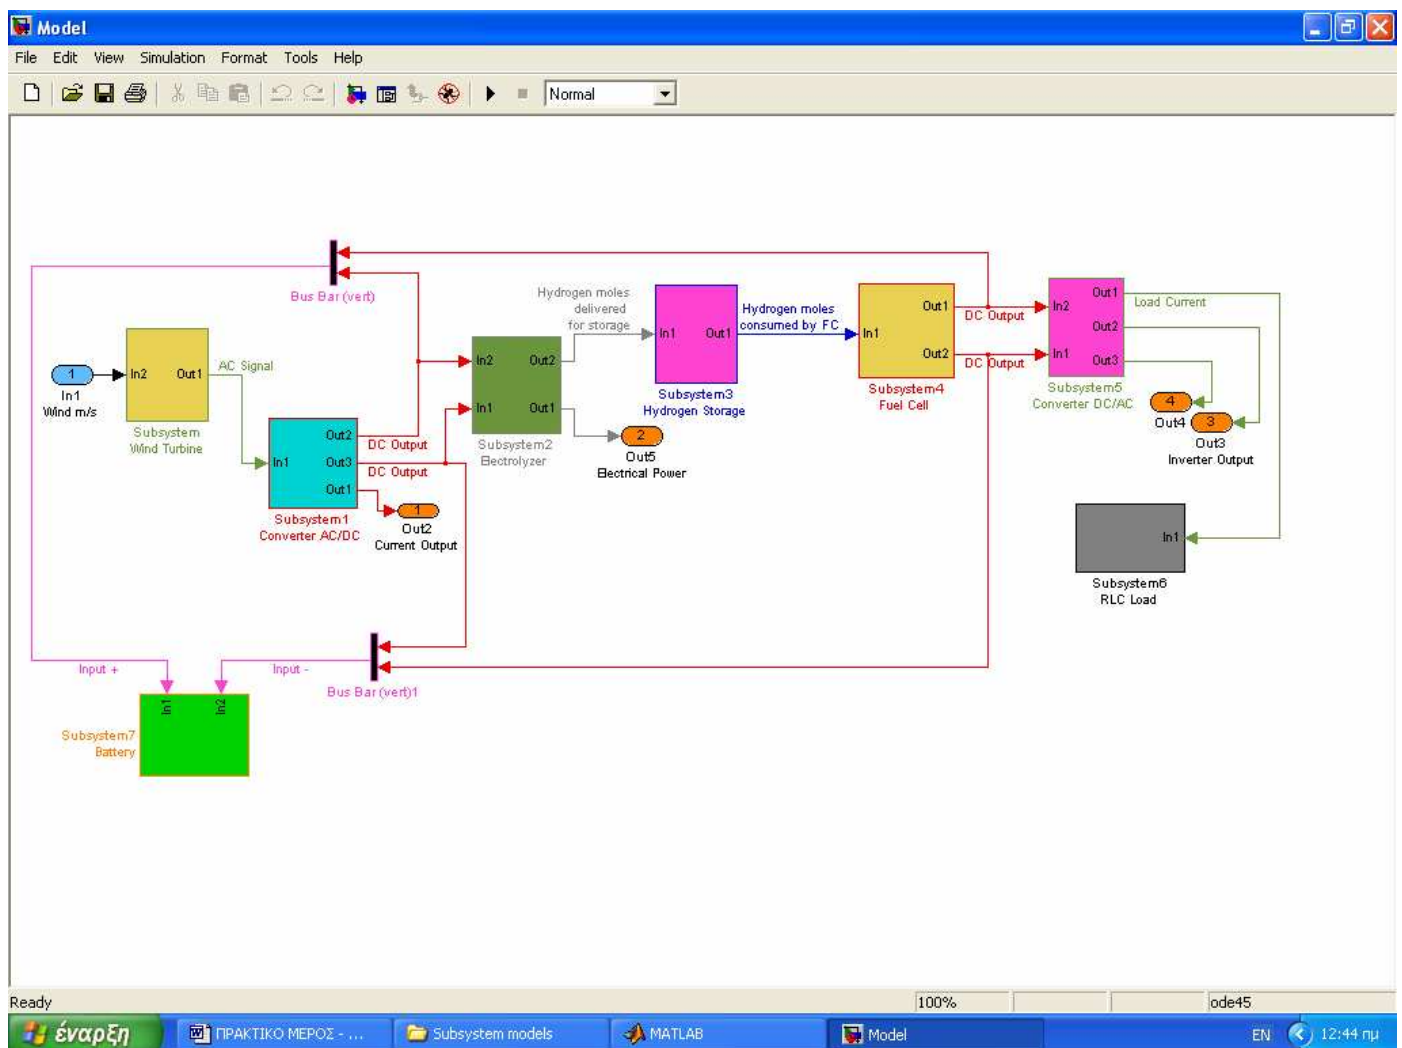 Model
File Edit View Simulation Format Tools Help
Normal
Bus Bar (vert)
Hydrogen moles
delivered
for storage
In1
Out1
Subsystem3
Hydrogen Storage
Hydrogen moles
consumed by FC
In1
Out1
Out2
Subsystem4
Fuel Cell
DC Output
DC Output
In2
In1
Out1
Out2
Out3
Subsystem5
Converter DC/AC
Load Current
4
Out4
3
Out3
Inverter Output
1
In1
Wind m/s
In2
Out1
Subsystem
Wind Turbine
AC Signal
In1
Out2
Out3
Out1
Subsystem1
Converter AC/DC
DC Output
DC Output
1
Out2
Current Output
In2
In1
Out2
Out1
Subsystem2
Electrolyzer
2
Out5
Electrical Power
In1
Subsystem6
RLC Load
Input +
Input -
Bus Bar (vert)1
In1
In2
Subsystem7
Battery
Ready
100%
ode45
έναρξη
ΠΡΑΚΤΙΚΟ ΜΕΡΟΣ - ...
Subsystem models
MATLAB
Model
EN
12:44 πμ